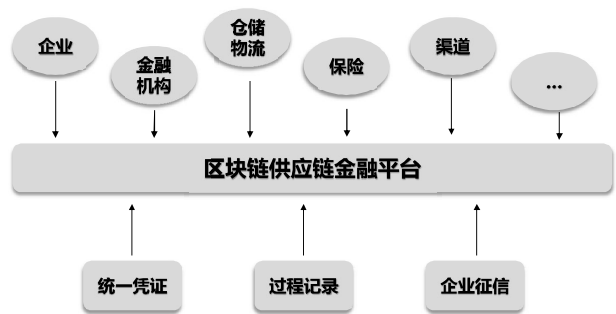 企业
金融
机构
仓储
物流
保险
渠道
...
区块链供应链金融平台
统一凭证
过程记录
企业征信